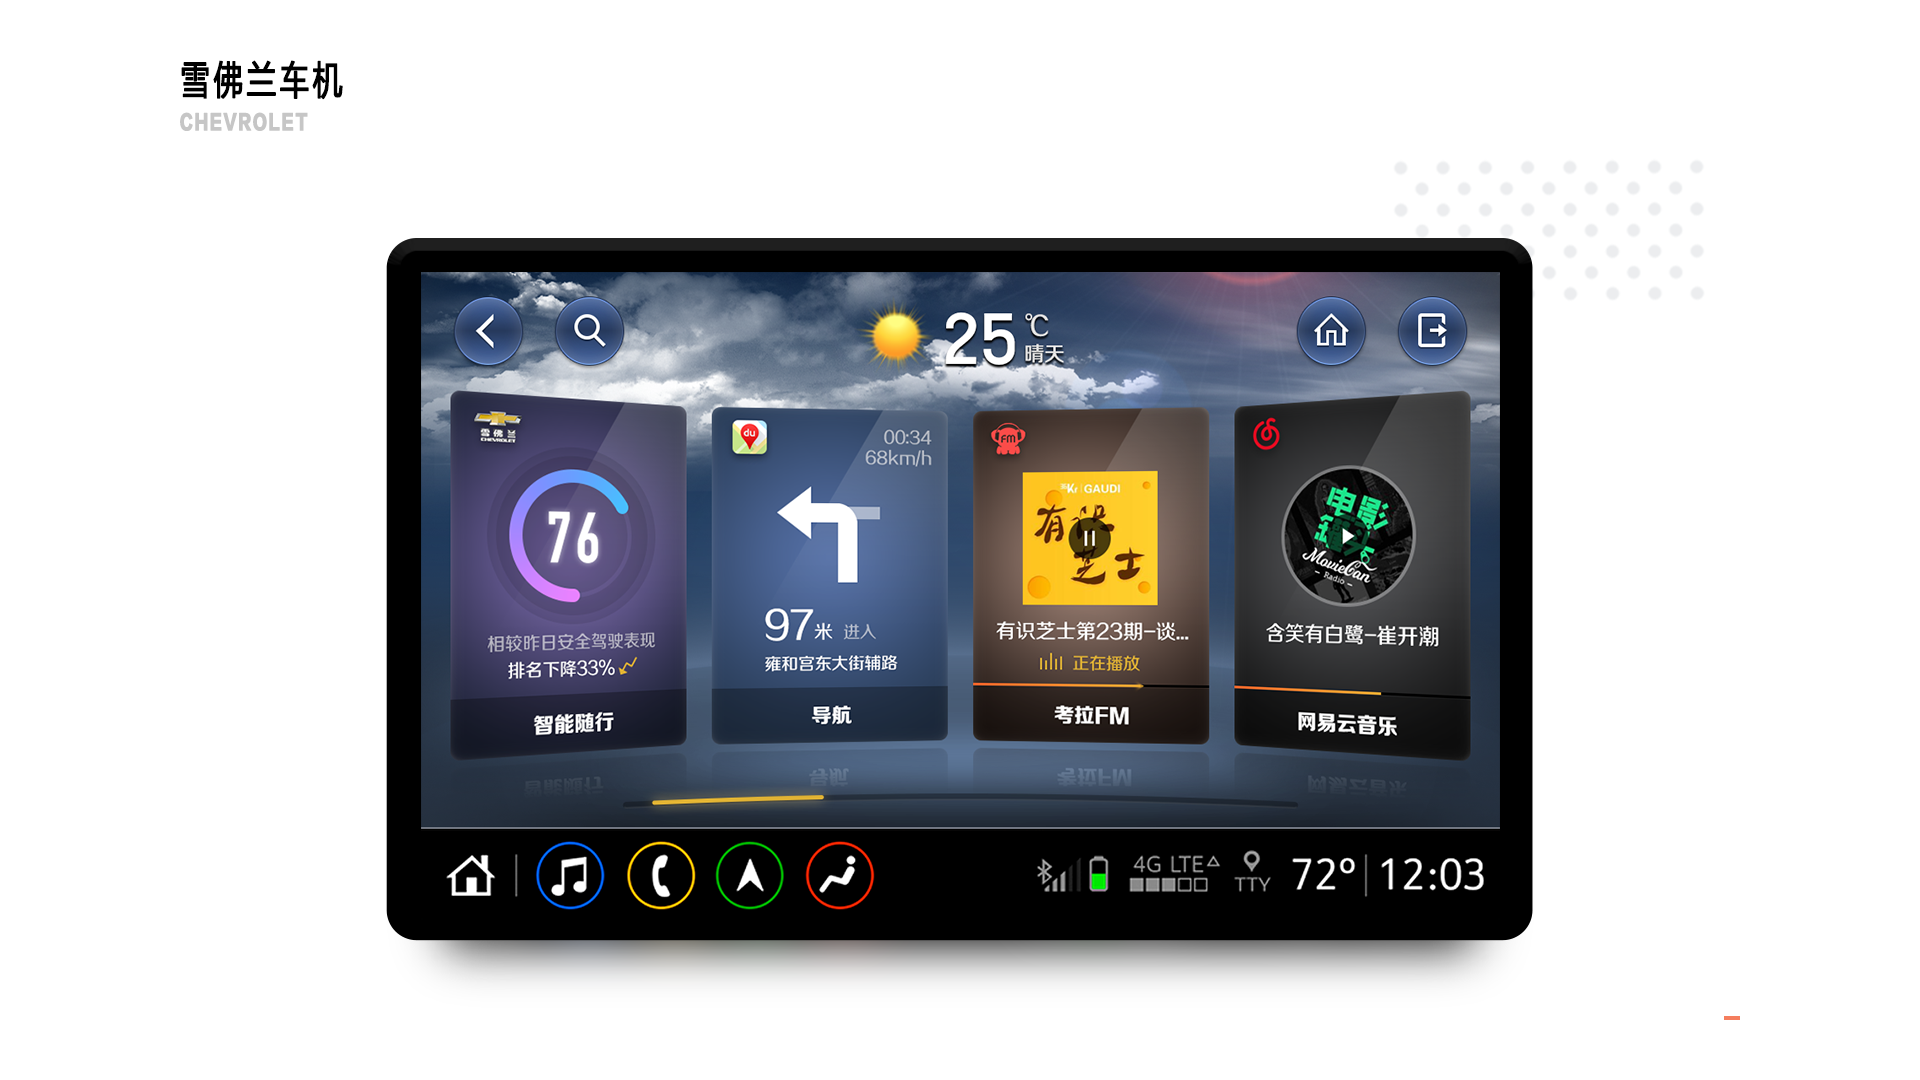 雪佛兰车机
CHEVROLET
25 ℃
晴天
雪佛兰
CHEVROLET
76
相较昨日安全驾驶表现
排名下降33%
智能随行
du
00:34
68km/h
97米 进入
雍和宫东大街辅路
导航
FM
36Kr GAUDI
有识
芝士
有识芝士第23期-谈...
正在播放
考拉FM
电影
罐头
MovieCan
- Radio -
含笑有白鹭-崔开潮
网易云音乐
4G LTE
TTY
72°
12:03